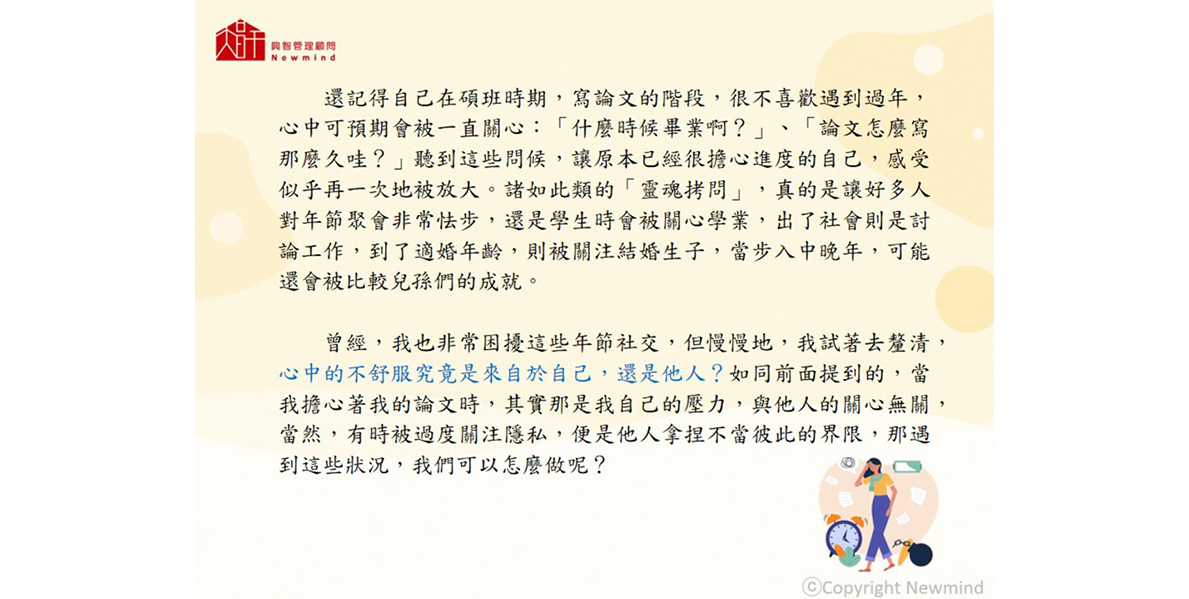 興智管理顧問
Newmind
還記得自己在碩班時期，寫論文的階段，很不喜歡遇到過年，
心中可預期會被一直關心：「什麼時候畢業啊？」、「論文怎麼寫
那麼久哇？」聽到這些問候，讓原本已經很擔心進度的自己，感受
似乎再一次地被放大。諸如此類的「靈魂拷問」，真的是讓好多人
對年節聚會非常怯步，還是學生時會被關心學業，出了社會則是討
論工作，到了適婚年齡，則被關注結婚生子，當步入中晚年，可能
還會被比較兒孫們的成就。
曾經，我也非常困擾這些年節社交，但慢慢地，我試著去釐清，
心中的不舒服究竟是來自於自己，還是他人？如同前面提到的，當
我擔心著我的論文時，其實那是我自己的壓力，與他人的關心無關，
當然，有時被過度關注隱私，便是他人拿捏不當彼此的界限，那遇
到這些狀況，我們可以怎麼做呢？
ⓒCopyright Newmind